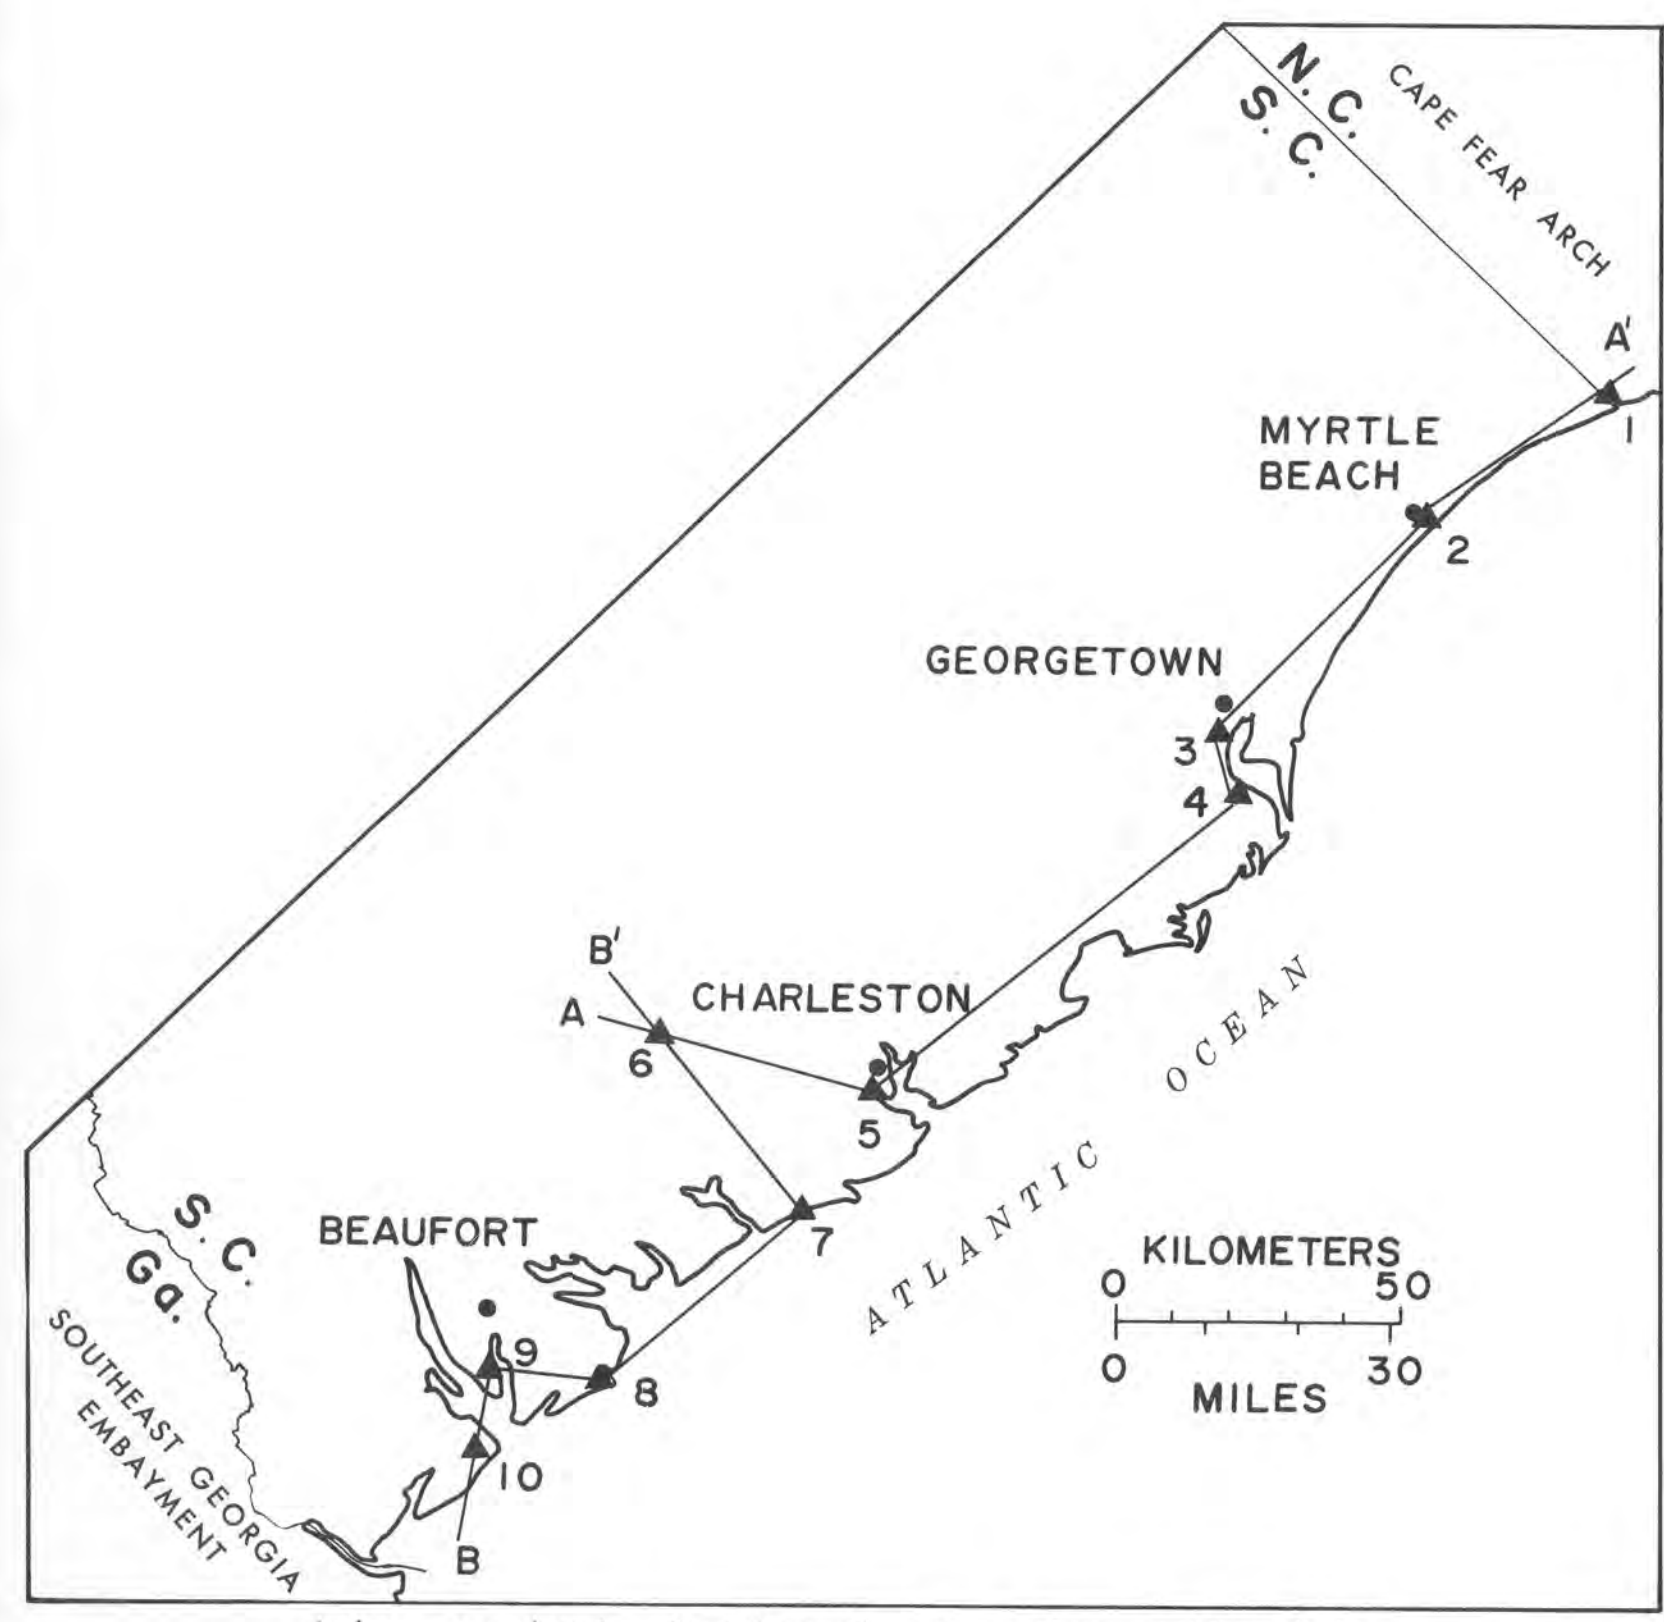 N. C.
S. C.
CAPE FEAR ARCH
A'
1
MYRTLE
BEACH
2
GEORGETOWN
3
4
B'
A
CHARLESTON
6
5
OCEAN
ATLANTIC
7
S. C.
Ga.
BEAUFORT
KILOMETERS
0 50
0 30
MILES
9
8
10
SOUTHEAST GEORGIA
EMBAYMENT
B